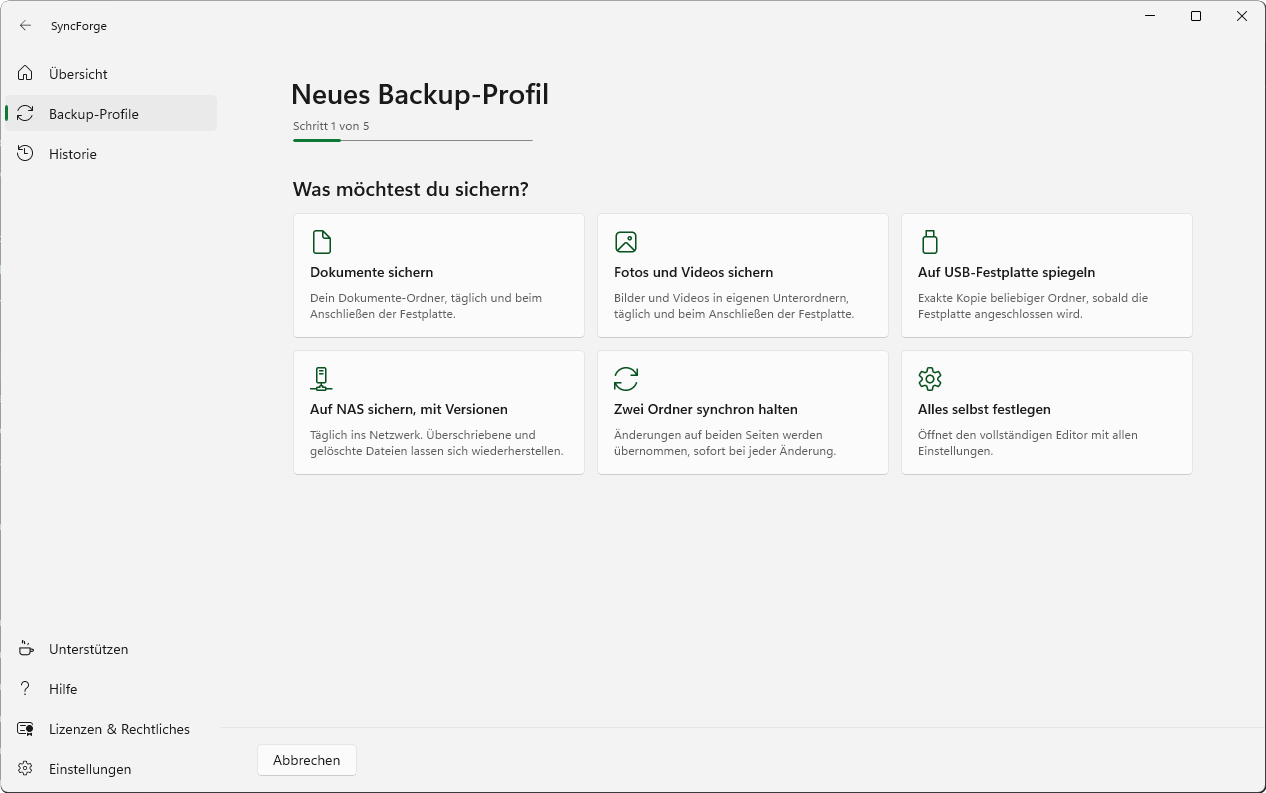 SyncForge
Übersicht
Backup-Profile
Historie
Neues Backup-Profil
Schritt 1 von 5
Was möchtest du sichern?
Dokumente sichern
Dein Dokumente-Ordner, täglich und beim
Anschließen der Festplatte.
Fotos und Videos sichern
Bilder und Videos in eigenen Unterordnern,
täglich und beim Anschließen der Festplatte.
Auf USB-Festplatte spiegeln
Exakte Kopie beliebiger Ordner, sobald die
Festplatte angeschlossen wird.
Auf NAS sichern, mit Versionen
Täglich ins Netzwerk. Überschriebene und
gelöschte Dateien lassen sich wiederherstellen.
Zwei Ordner synchron halten
Änderungen auf beiden Seiten werden
übernommen, sofort bei jeder Änderung.
Alles selbst festlegen
Öffnet den vollständigen Editor mit allen
Einstellungen.
Unterstützen
Hilfe
Lizenzen & Rechtliches
Einstellungen
Abbrechen